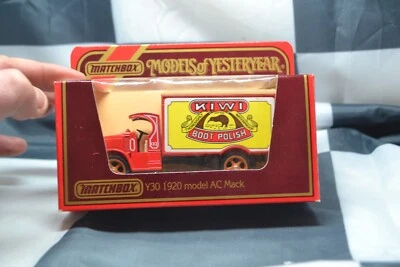 MATCHBOX MODELS of YESTERYEAR
KIWI
BOOT POLISH
MATCHBOX Y30 1920 model AC Mack